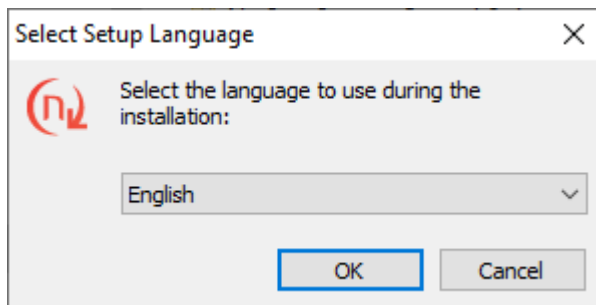 Select Setup Language
Select the language to use during the
installation:
English
OK
Cancel